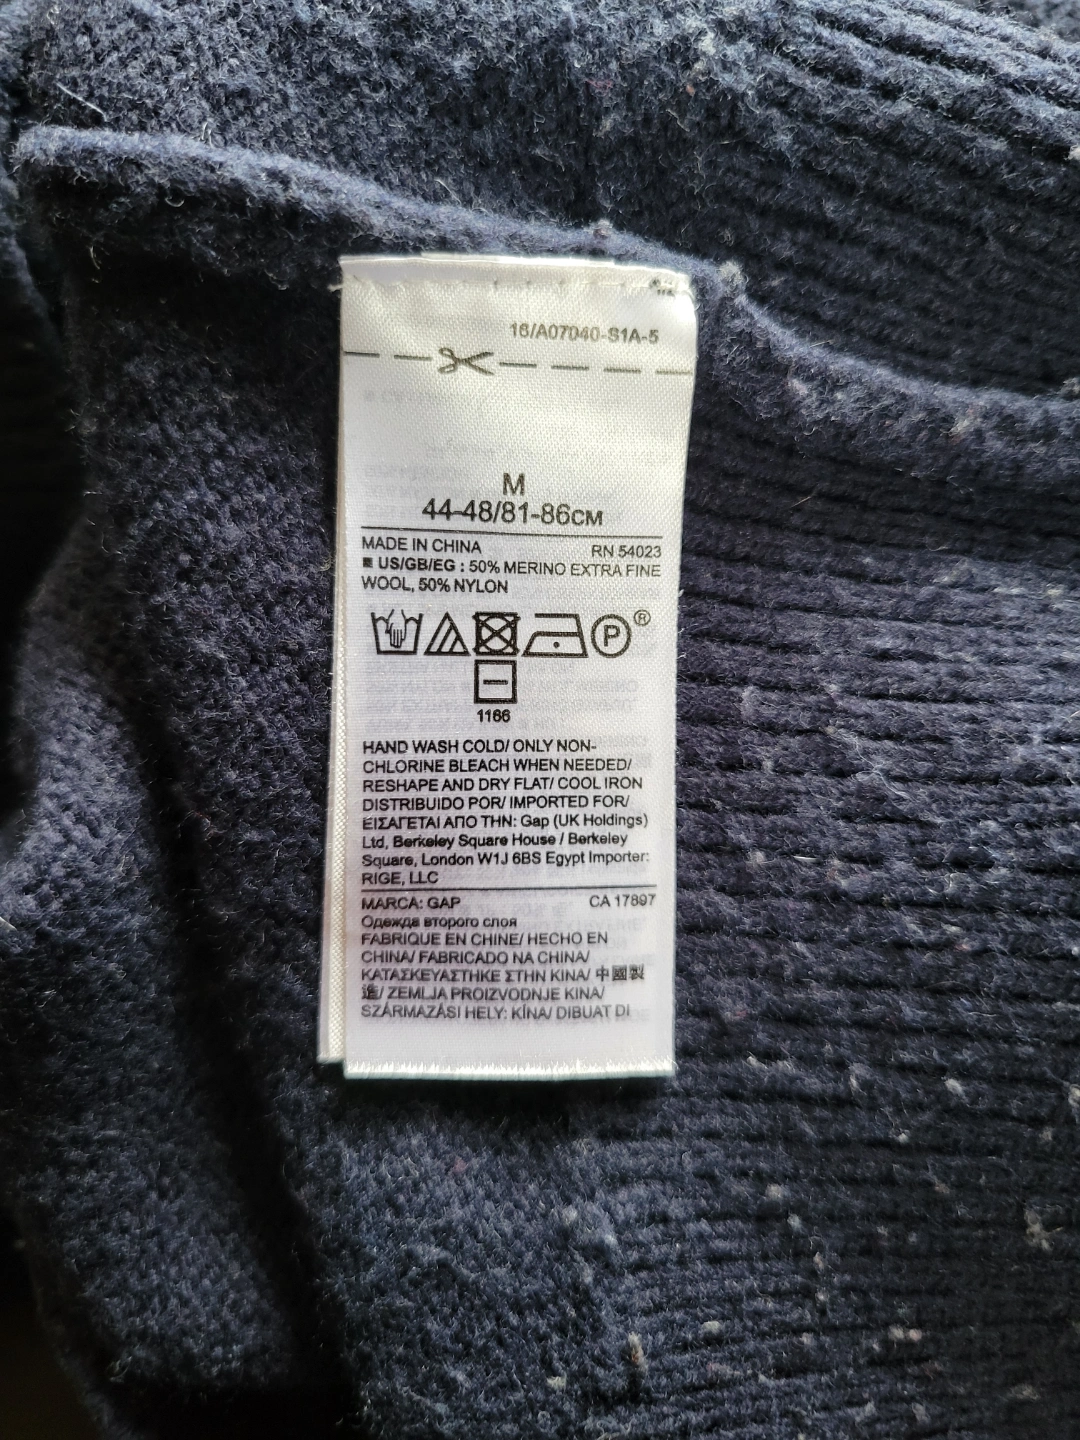 16/A07040-S1A-5
M
44-48/81-86CM
MADE IN CHINA RN 54023
■ US/GB/EG : 50% MERINO EXTRA FINE
WOOL, 50% NYLON
P ®
1166
HAND WASH COLD/ ONLY NON-
CHLORINE BLEACH WHEN NEEDED/
RESHAPE AND DRY FLAT/ COOL IRON
DISTRIBUIDO POR/ IMPORTED FOR/
ΕΙΣΑΓΕΤΑΙ ΑΠΟ ΤΗΝ: Gap (UK Holdings)
Ltd, Berkeley Square House / Berkeley
Square, London W1J 6BS Egypt Importer:
RIGE, LLC
MARCA: GAP CA 17897
Одежда второго слоя
FABRIQUE EN CHINE/ HECHO EN
CHINA/ FABRICADO NA CHINA/
ΚΑΤΑΣΚΕΥΑΣΤΗΚΕ ΣΤΗΝ ΚΙΝΑ/ 中國製
造/ ZEMLJA PROIZVODNJE KINA/
SZÁRMAZÁSI HELY: KÍNA/ DIBUAT DI